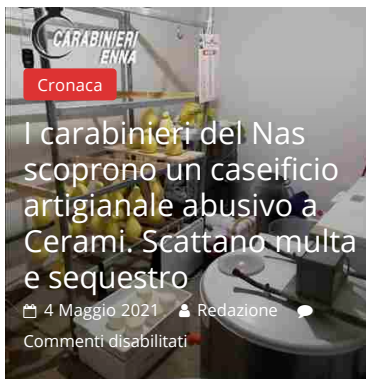 CARABINIERI
ENNA
Cronaca
I carabinieri del Nas
scoprono un caseificio
artigianale abusivo a
Cerami. Scattano multa
e sequestro
4 Maggio 2021 Redazione
Commenti disabilitati